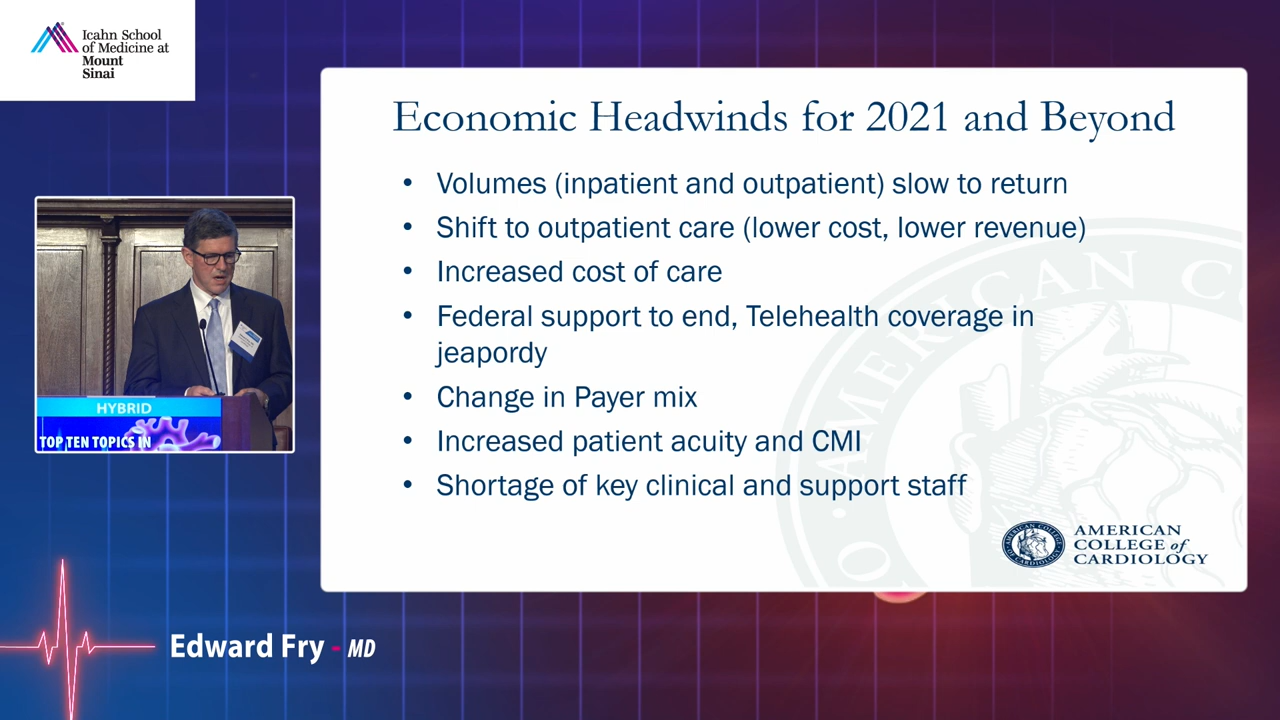 Icahn School
of Medicine at
Mount
Sinai
Economic Headwinds for 2021 and Beyond
• Volumes (inpatient and outpatient) slow to return
• Shift to outpatient care (lower cost, lower revenue)
• Increased cost of care
• Federal support to end, Telehealth coverage in
jeapordy
• Change in Payer mix
• Increased patient acuity and CMI
• Shortage of key clinical and support staff
AMERICAN
COLLEGE of
CARDIOLOGY
AMERICAN C
HYBRID
TOP TEN TOPICS IN
Edward Fry - MD